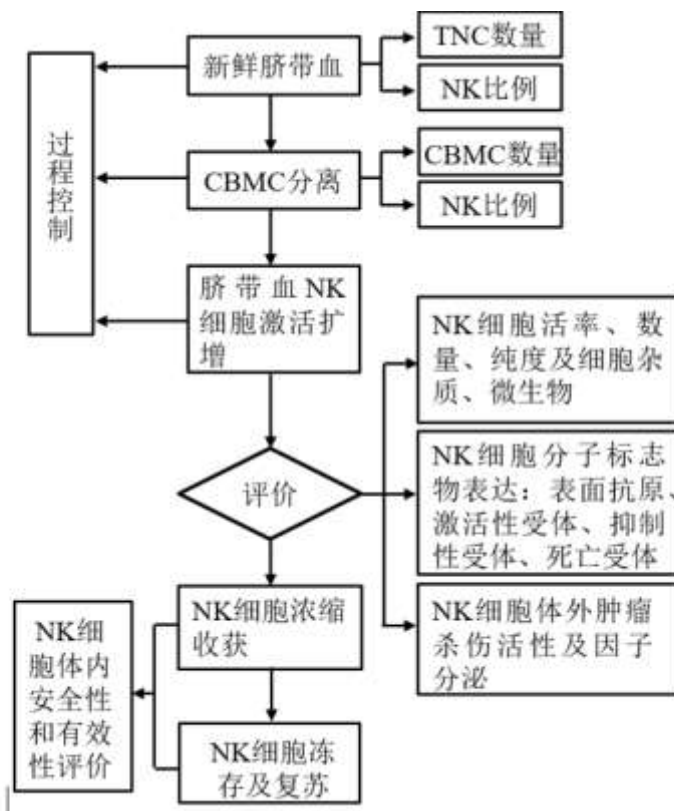 新鲜脐带血
TNC数量
NK比例
过程控制
CBMC分离
CBMC数量
NK比例
脐带血NK
细胞激活扩
增
NK细胞活率、数
量、纯度及细胞杂
质、微生物
评价
NK细胞分子标志
物表达：表面抗原、
激活性受体、抑制
性受体、死亡受体
NK细胞浓缩
收获
NK细胞体外肿瘤
杀伤活性及因子
分泌
NK细
胞体内
安全性
和有效
性评价
NK细胞冻
存及复苏